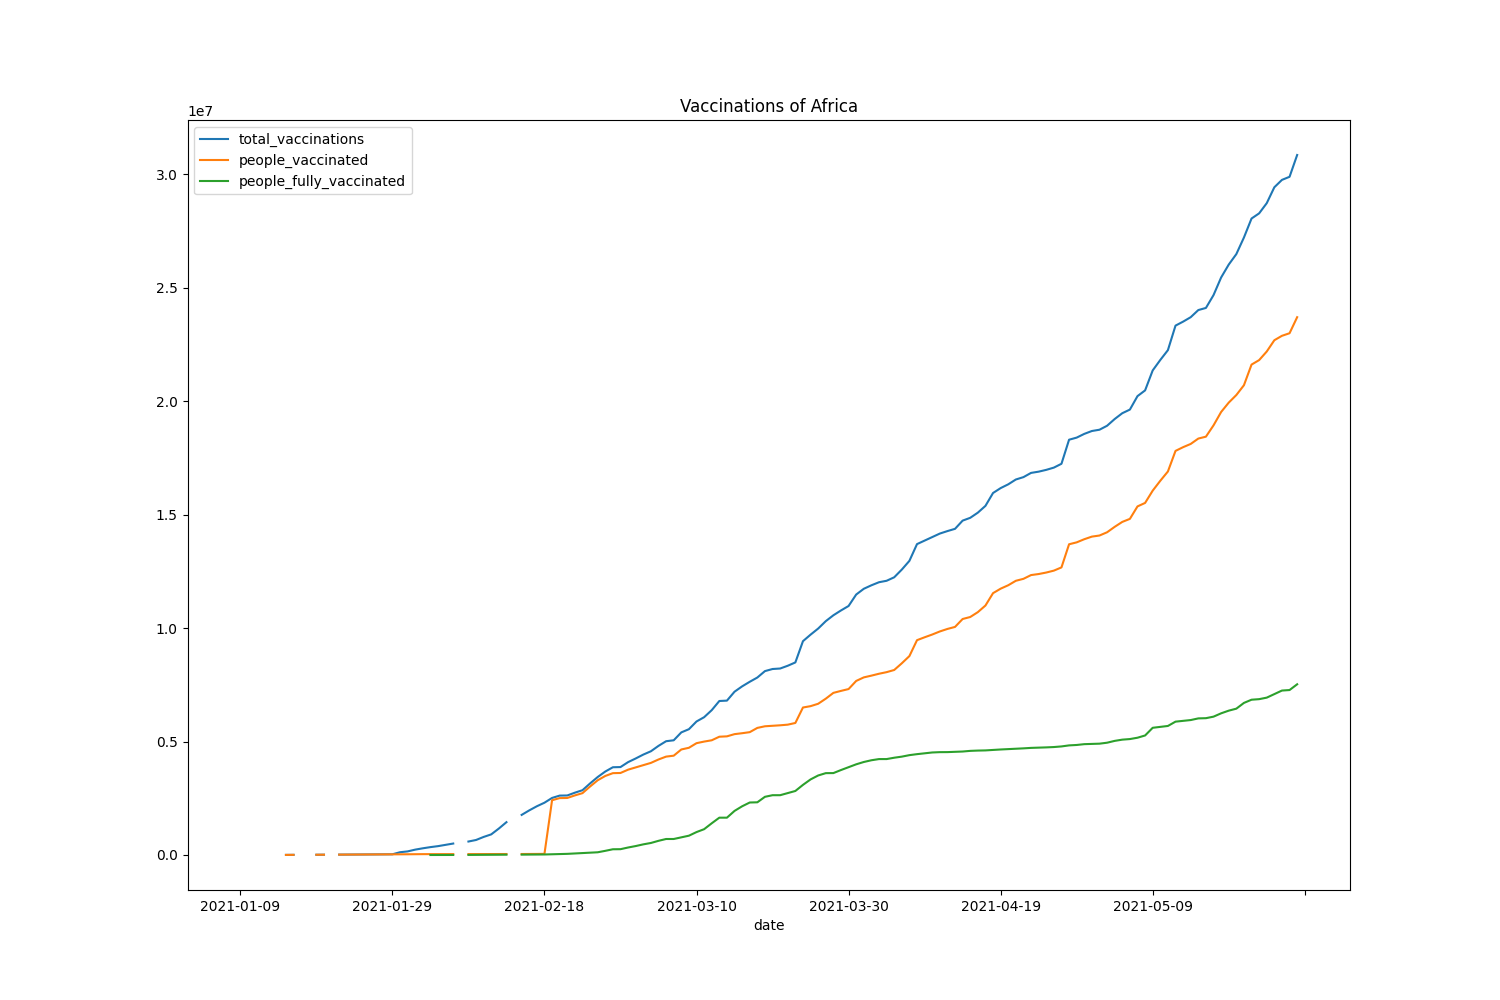 Vaccinations of Africa
1e7
total_vaccinations
people_vaccinated
people_fully_vaccinated
3.0
2.5
2.0
1.5
1.0
0.5
0.0
2021-01-09 2021-01-29 2021-02-18 2021-03-10 2021-03-30 2021-04-19 2021-05-09
date